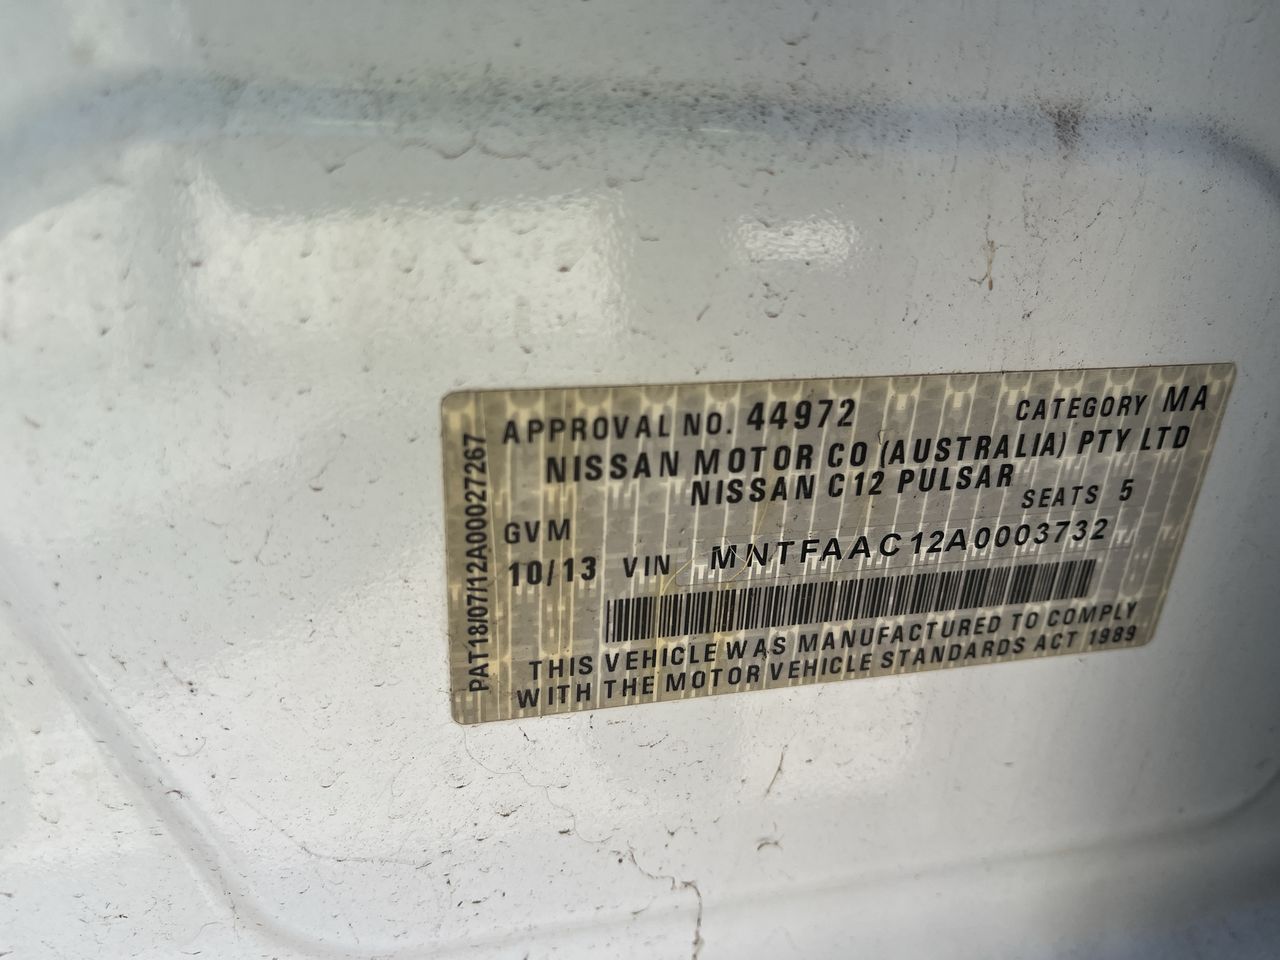 APPROVAL NO. 44972 CATEGORY MA
NISSAN MOTOR CO (AUSTRALIA) PTY LTD
NISSAN C12 PULSAR
SEATS 5
GVM
10/13 VIN MNTFAAC12A0003732
THIS VEHICLE WAS MANUFACTURED TO COMPLY
WITH THE MOTOR VEHICLE STANDARDS ACT 1989
PAT18/07/12A00027267